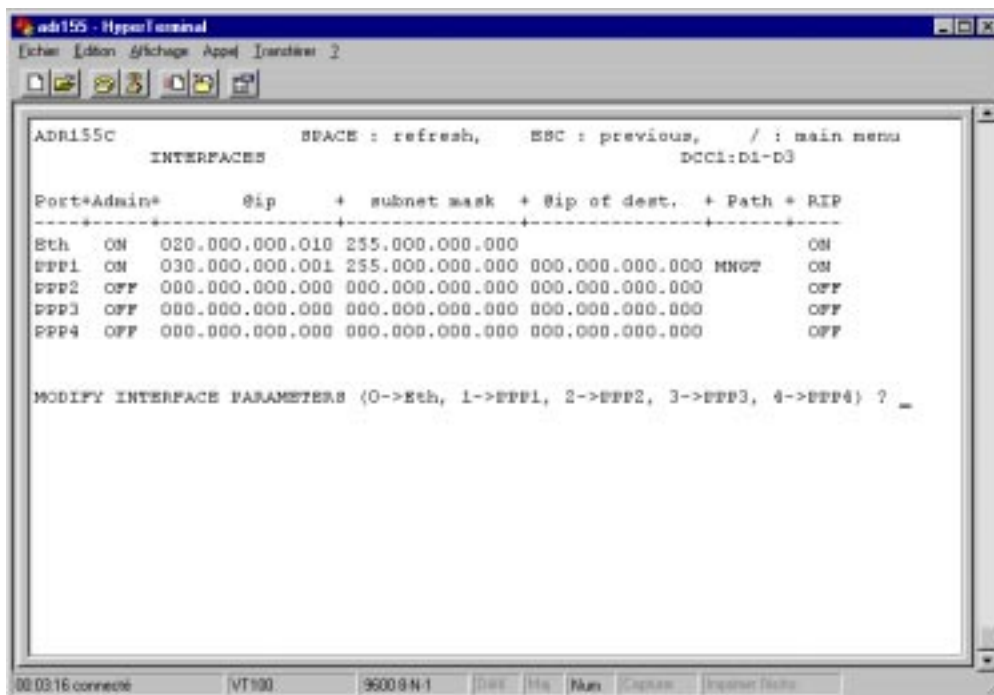 adr155 - HyperTerminal
Fichier Edition Affichage Appel Transférer ?
ADR155C SPACE : refresh, ESC : previous, / : main menu
INTERFACES DCC1:D1-D3
Port+Admin+ @ip + subnet mask + @ip of dest. + Path + RIP
----+-----+-----------------+-----------------+-----------------+------+----
Eth ON 020.000.000.010 255.000.000.000 ON
PPP1 ON 030.000.000.001 255.000.000.000 000.000.000.000 MNGT ON
PPP2 OFF 000.000.000.000 000.000.000.000 000.000.000.000 OFF
PPP3 OFF 000.000.000.000 000.000.000.000 000.000.000.000 OFF
PPP4 OFF 000.000.000.000 000.000.000.000 000.000.000.000 OFF
MODIFY INTERFACE PARAMETERS (0->Eth, 1->PPP1, 2->PPP2, 3->PPP3, 4->PPP4) ? _
00:03:16 connecté VT100 9600 8-N-1 Défil Maj Num Capturer Imprimer l'écho